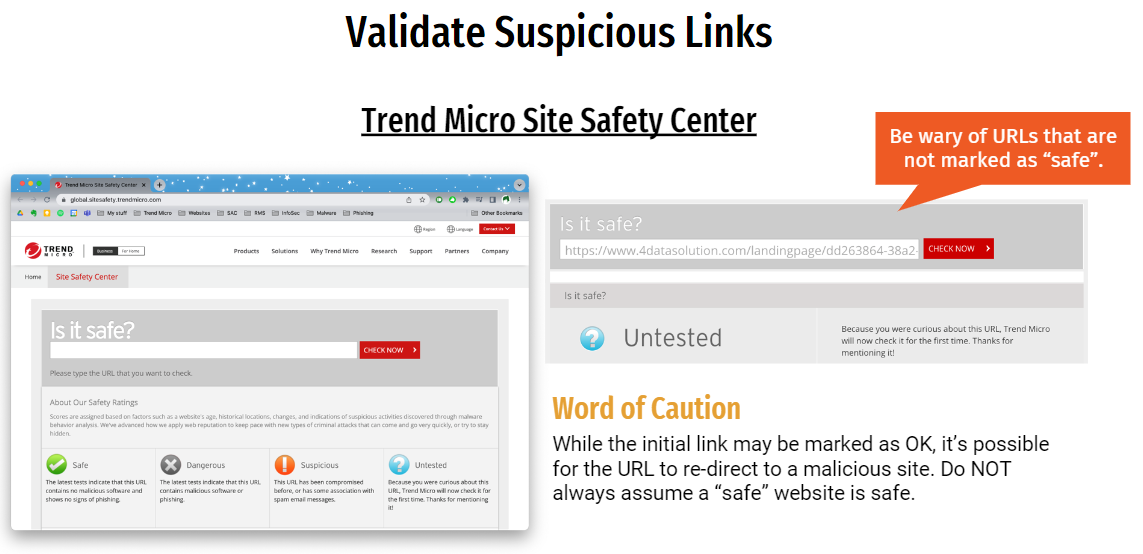 Validate Suspicious Links
Trend Micro Site Safety Center
Be wary of URLs that are
not marked as “safe”.
Trend Micro Site Safety Center
global.sitesafety.trendmicro.com
My stuff
Trend Micro
Websites
SAC
RMS
InfoSec
Malware
Phishing
Other Bookmarks
Region
Language
Contact Us
TREND
MICRO
Business
For Home
Products
Solutions
Why Trend Micro
Research
Support
Partners
Company
Home
Site Safety Center
Is it safe?
CHECK NOW
Please type the URL that you want to check.
About Our Safety Ratings
Scores are assigned based on factors such as a website's age, historical locations, changes, and indications of suspicious activities discovered through malware
behavior analysis. We've advanced how we apply web reputation to keep pace with new types of criminal attacks that can come and go very quickly, or try to stay
hidden.
Safe
The latest tests indicate that this URL
contains no malicious software and
shows no signs of phishing.
Dangerous
The latest tests indicate that this URL
contains malicious software or
phishing.
Suspicious
This URL has been compromised
before, or has some association with
spam email messages.
Untested
Because you were curious about this
URL, Trend Micro will now check it for
the first time. Thanks for mentioning
it!
Is it safe?
https://www.4datasolution.com/landingpage/dd263864-38a2-
CHECK NOW
Is it safe?
Untested
Because you were curious about this URL, Trend Micro
will now check it for the first time. Thanks for
mentioning it!
Word of Caution
While the initial link may be marked as OK, it’s possible
for the URL to re-direct to a malicious site. Do NOT
always assume a “safe” website is safe.